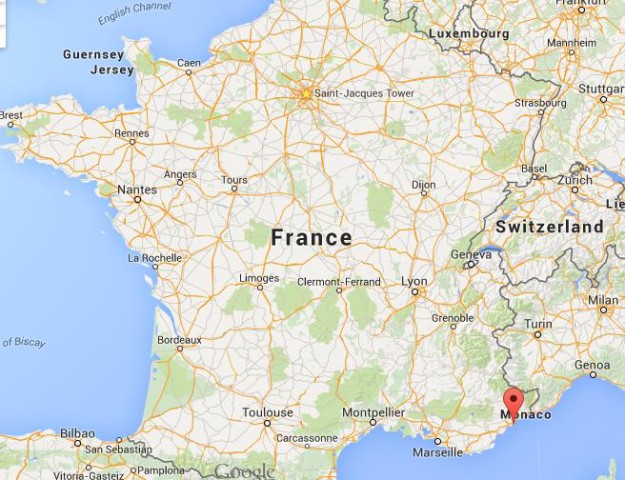 English Channel
Frankfurt
Luxembourg
Mannheim
Guernsey
Jersey
Caen
Stuttgart
Saint-Jacques Tower
Strasbourg
Brest
Rennes
Basel
Zürich
Angers
Tours
Dijon
Nantes
Lie
Switzerland
France
Geneva
La Rochelle
Limoges
Clermont-Ferrand
Lyon
Milan
Grenoble
Turin
Bordeaux
of Biscay
Genoa
Toulouse
Montpellier
Monaco
Bilbao
San Sebastian
Carcassonne
Marseille
Vitoria-Gasteiz
Pamplona
Google